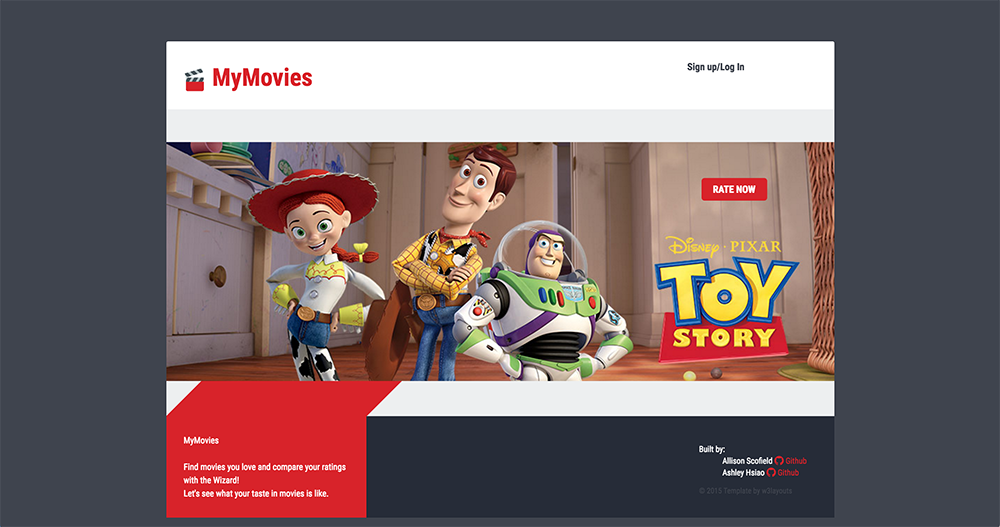 MyMovies
Sign up/Log In
RATE NOW
Disney · PIXAR
TOY
STORY
MyMovies
Find movies you love and compare your ratings
with the Wizard!
Let's see what your taste in movies is like.
Built by:
Allison Scofield Github
Ashley Hsiao Github
© 2015 Template by w3layouts